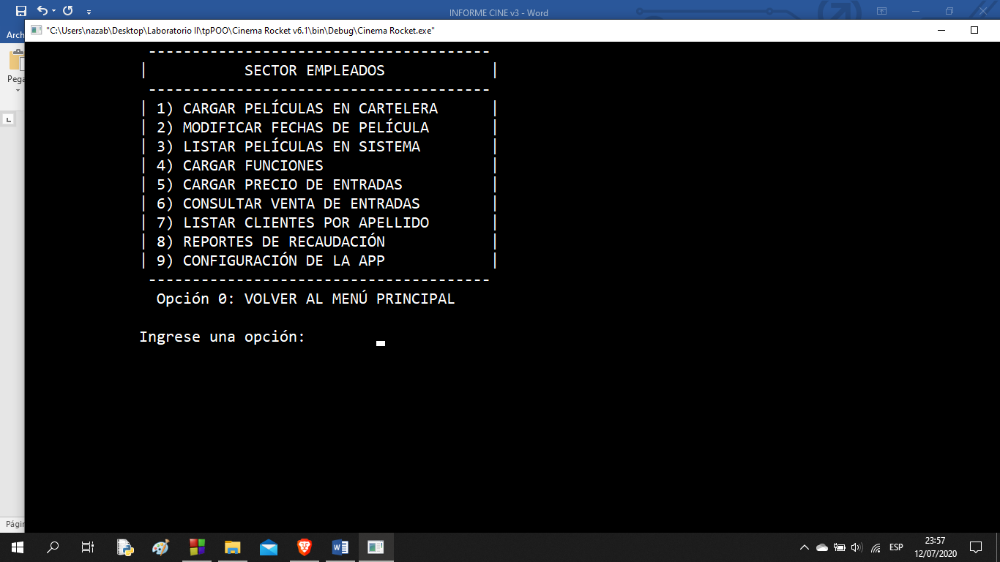 INFORME CINE v3 - Word
"C:\Users\nazab\Desktop\Laboratorio II\tpPOO\Cinema Rocket v6.1\bin\Debug\Cinema Rocket.exe"
Arch
Pega
---------------------------------------
| SECTOR EMPLEADOS |
---------------------------------------
| 1) CARGAR PELÍCULAS EN CARTELERA |
| 2) MODIFICAR FECHAS DE PELÍCULA |
| 3) LISTAR PELÍCULAS EN SISTEMA |
| 4) CARGAR FUNCIONES |
| 5) CARGAR PRECIO DE ENTRADAS |
| 6) CONSULTAR VENTA DE ENTRADAS |
| 7) LISTAR CLIENTES POR APELLIDO |
| 8) REPORTES DE RECAUDACIÓN |
| 9) CONFIGURACIÓN DE LA APP |
---------------------------------------
Opción 0: VOLVER AL MENÚ PRINCIPAL
Ingrese una opción:
Págin
ESP
23:57
12/07/2020